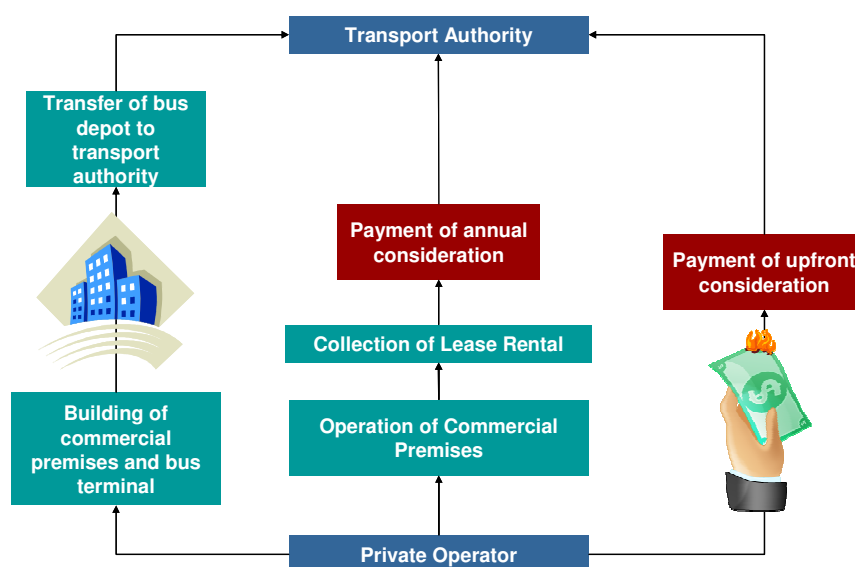 Transport Authority
Transfer of bus
depot to
transport
authority
Payment of annual
consideration
Payment of upfront
consideration
Collection of Lease Rental
Building of
commercial
premises and bus
terminal
Operation of Commercial
Premises
Private Operator